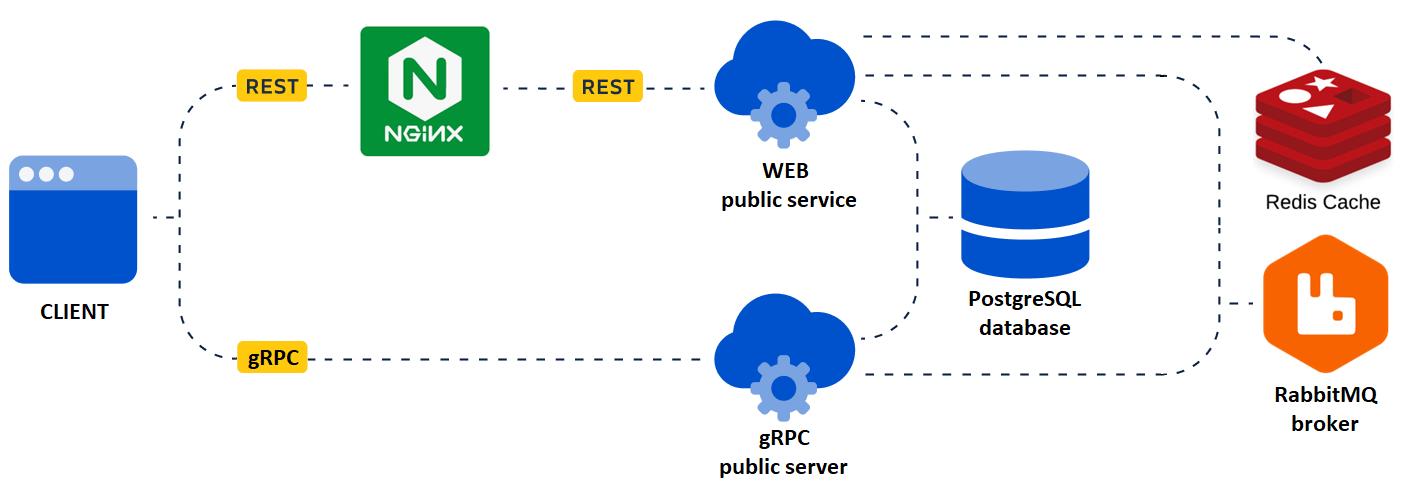 REST
NGINX
REST
WEB
public service
Redis Cache
CLIENT
PostgreSQL
database
gRPC
RabbitMQ
broker
gRPC
public server